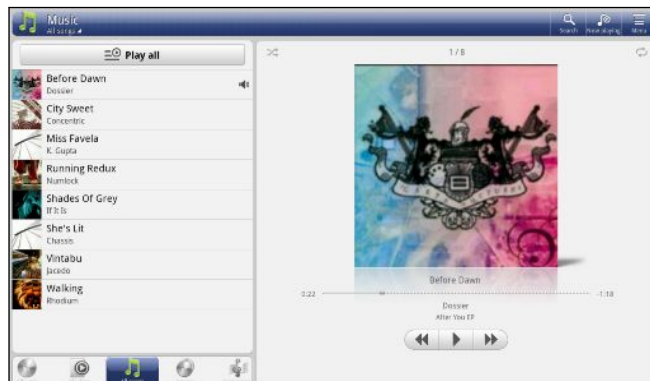 Music
All songs
Search
Now playing
Menu
Play all
Before Dawn
Dossier
City Sweet
Concentric
Miss Favela
K. Gupta
Running Redux
Numlock
Shades Of Grey
If It Is
She's Lit
Chassis
Vintabu
Jacedo
Walking
Rhodium
1 / 8
Before Dawn
0:22
-1:18
Dossier
After You EP